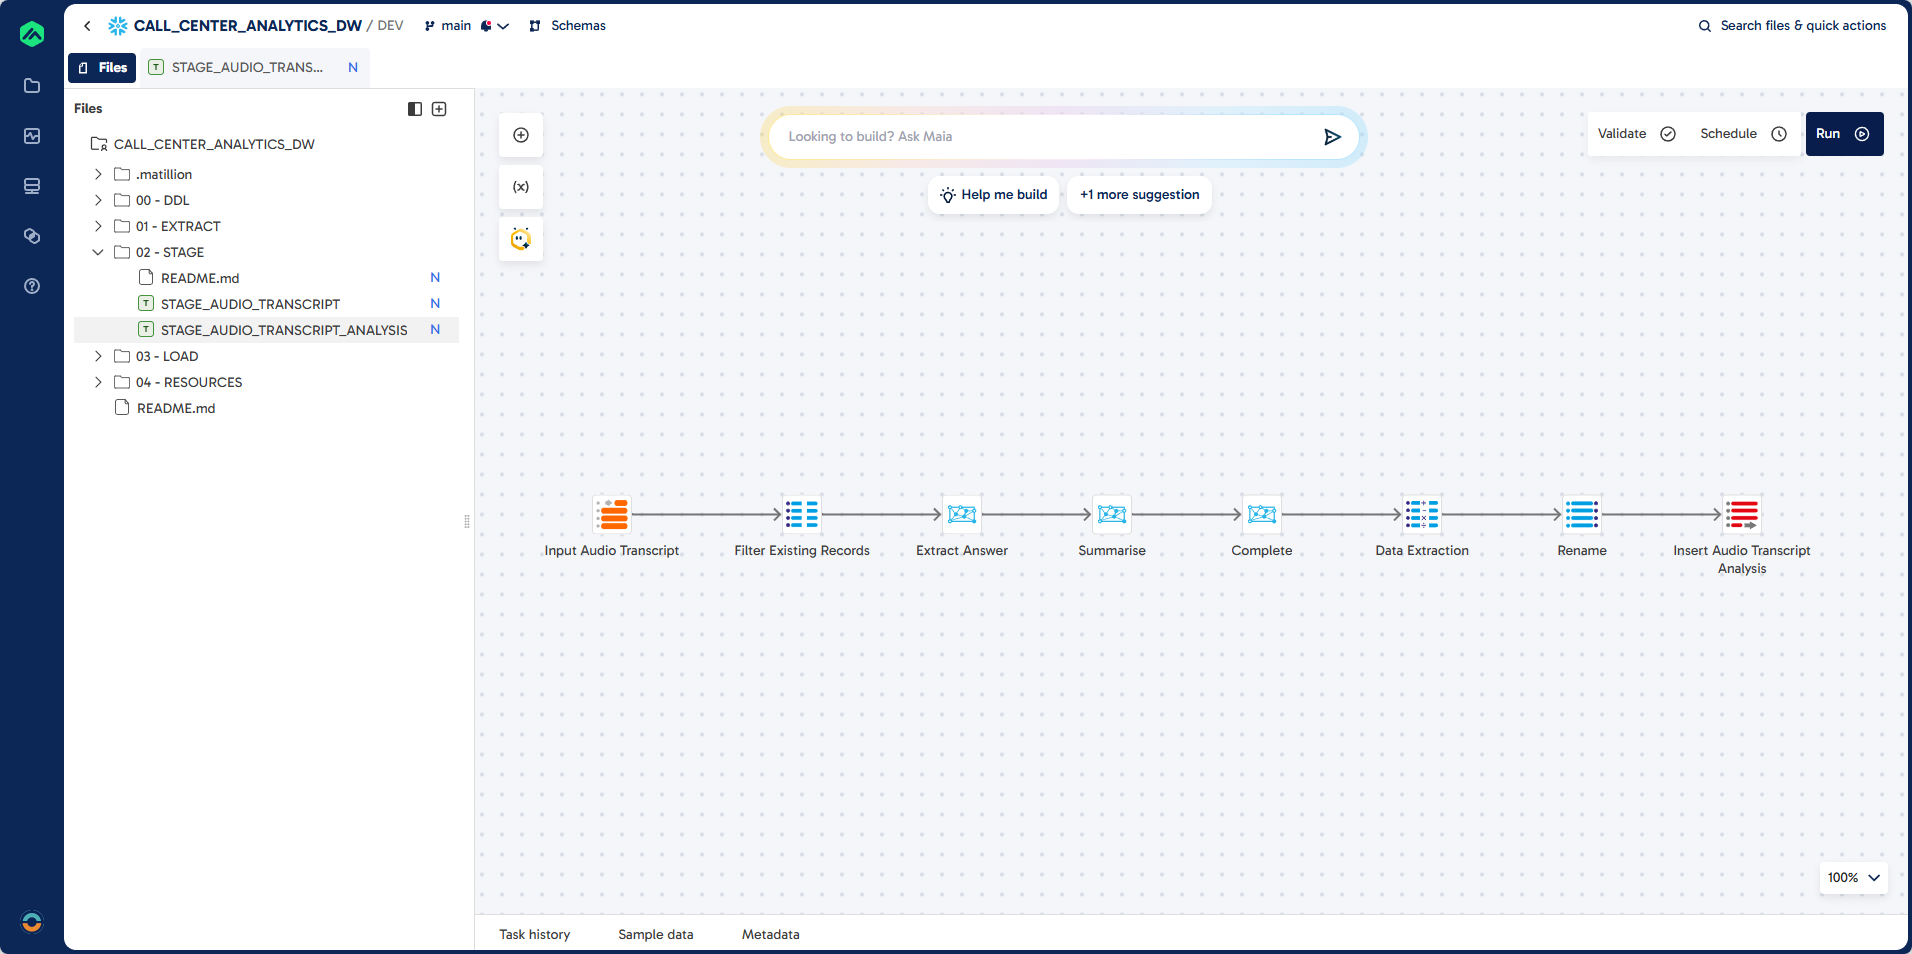 CALL_CENTER_ANALYTICS_DW / DEV
main
Schemas
Search files & quick actions
Files
T STAGE_AUDIO_TRANS... N
Files
CALL_CENTER_ANALYTICS_DW
.matillion
00 - DDL
01 - EXTRACT
02 - STAGE
README.md N
T STAGE_AUDIO_TRANSCRIPT N
T STAGE_AUDIO_TRANSCRIPT_ANALYSIS N
03 - LOAD
04 - RESOURCES
README.md
(x)
Looking to build? Ask Maia
Help me build
+1 more suggestion
Validate
Schedule
Run
Input Audio Transcript
Filter Existing Records
Extract Answer
Summarise
Complete
Data Extraction
Rename
Insert Audio Transcript
Analysis
100%
Task history
Sample data
Metadata